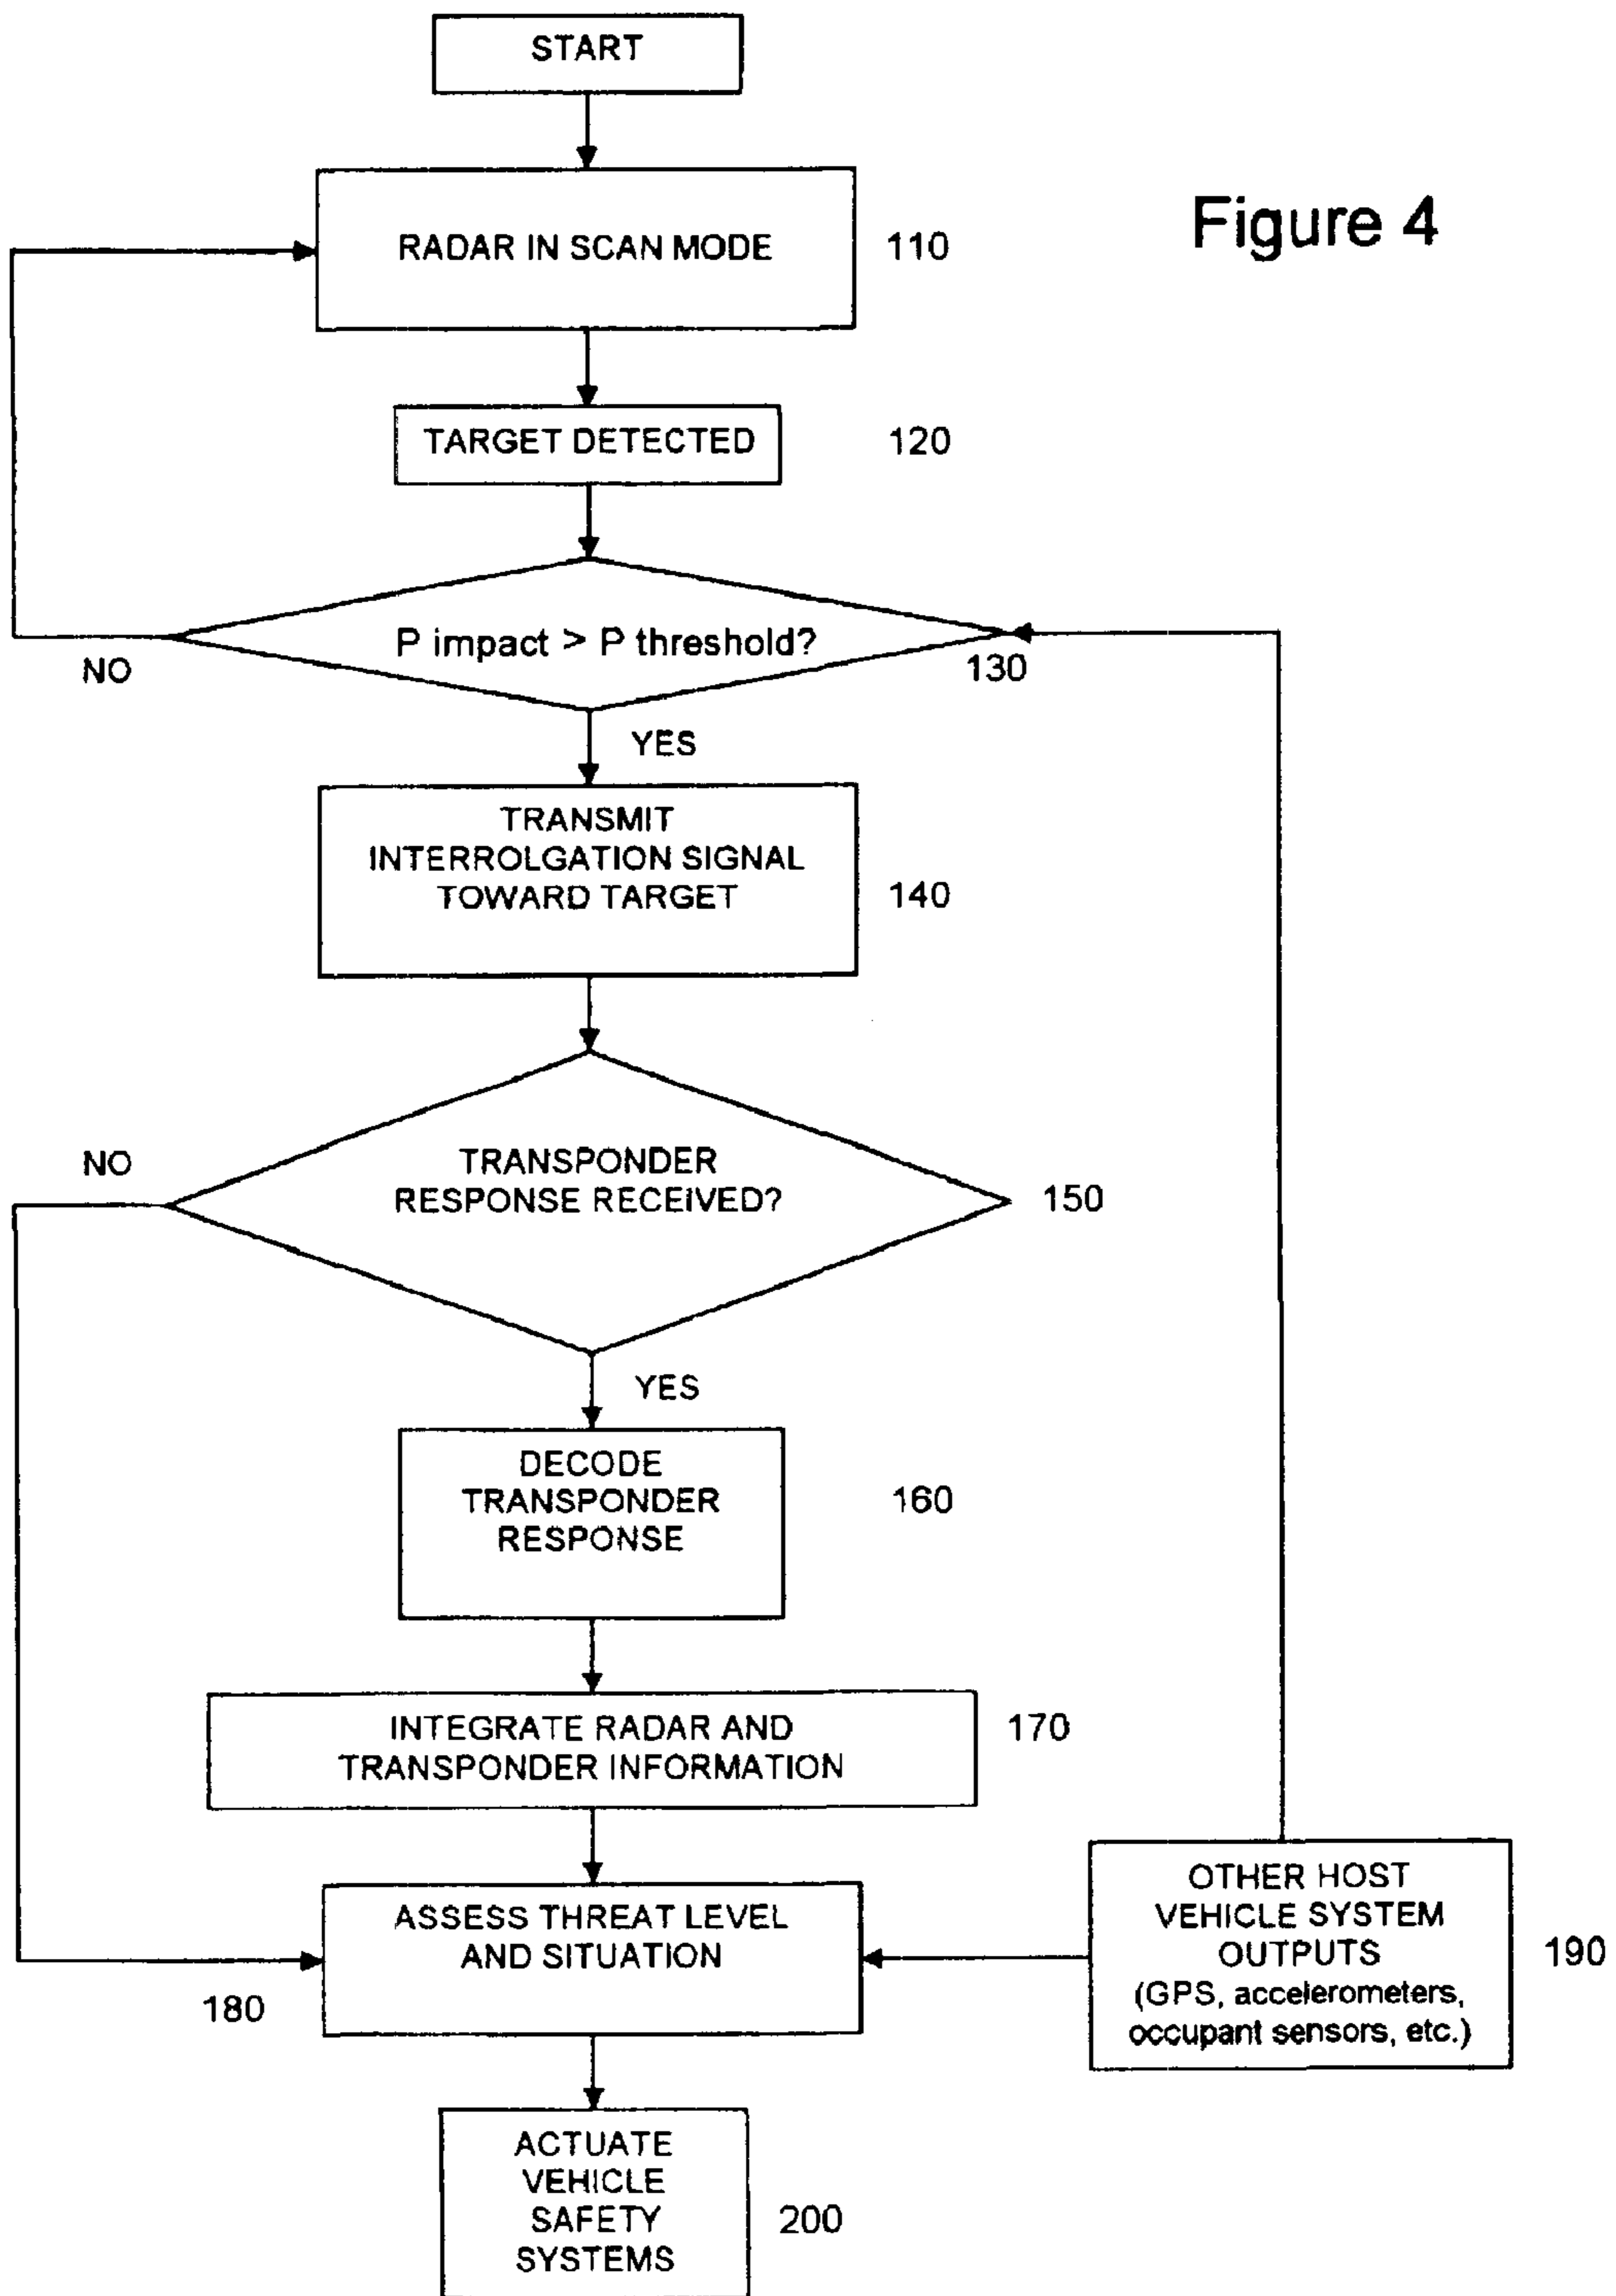 START
Figure 4
RADAR IN SCAN MODE
110
TARGET DETECTED
120
P impact > P threshold?
130
NO
YES
TRANSMIT
INTERROLGATION SIGNAL
TOWARD TARGET
140
NO
TRANSPONDER
RESPONSE RECEIVED?
150
YES
DECODE
TRANSPONDER
RESPONSE
160
INTEGRATE RADAR AND
TRANSPONDER INFORMATION
170
ASSESS THREAT LEVEL
AND SITUATION
180
OTHER HOST
VEHICLE SYSTEM
OUTPUTS
(GPS, accelerometers,
occupant sensors, etc.)
190
ACTUATE
VEHICLE
SAFETY
SYSTEMS
200